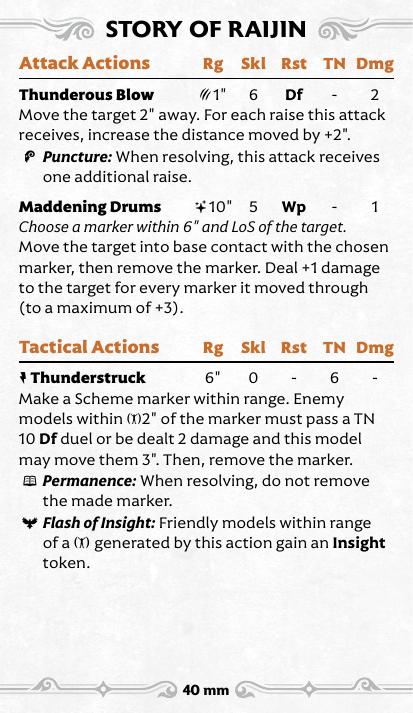 STORY OF RAIJIN
Attack Actions Rg Skl Rst TN Dmg
Thunderous Blow 1" 6 Df - 2
Move the target 2" away. For each raise this attack
receives, increase the distance moved by +2".
Puncture: When resolving, this attack receives
one additional raise.
Maddening Drums 10" 5 Wp - 1
Choose a marker within 6" and LoS of the target.
Move the target into base contact with the chosen
marker, then remove the marker. Deal +1 damage
to the target for every marker it moved through
(to a maximum of +3).
Tactical Actions Rg Skl Rst TN Dmg
Thunderstruck 6" 0 - 6 -
Make a Scheme marker within range. Enemy
models within 2" of the marker must pass a TN
10 Df duel or be dealt 2 damage and this model
may move them 3". Then, remove the marker.
Permanence: When resolving, do not remove
the made marker.
Flash of Insight: Friendly models within range
of a generated by this action gain an Insight
token.
40 mm